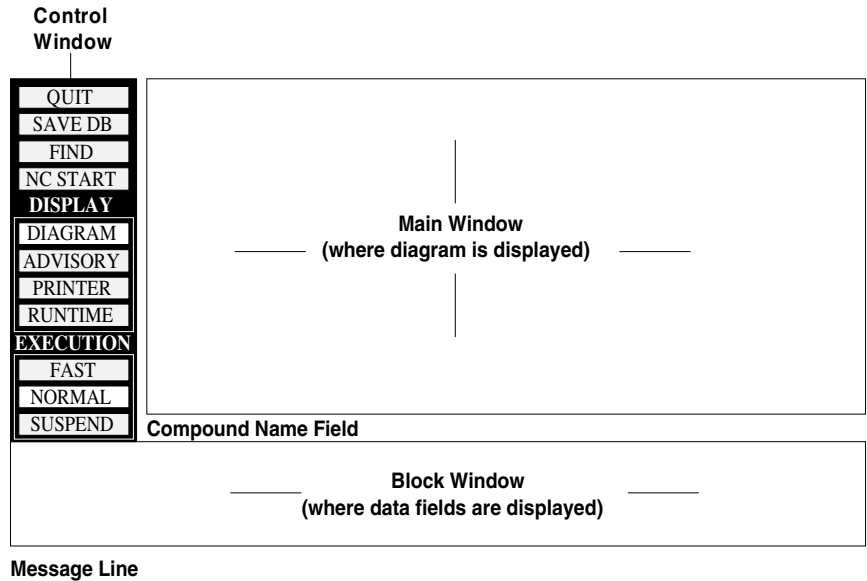 Control
Window
QUIT
SAVE DB
FIND
NC START
DISPLAY
DIAGRAM
ADVISORY
PRINTER
RUNTIME
EXECUTION
FAST
NORMAL
SUSPEND
Main Window
(where diagram is displayed)
Compound Name Field
Block Window
(where data fields are displayed)
Message Line